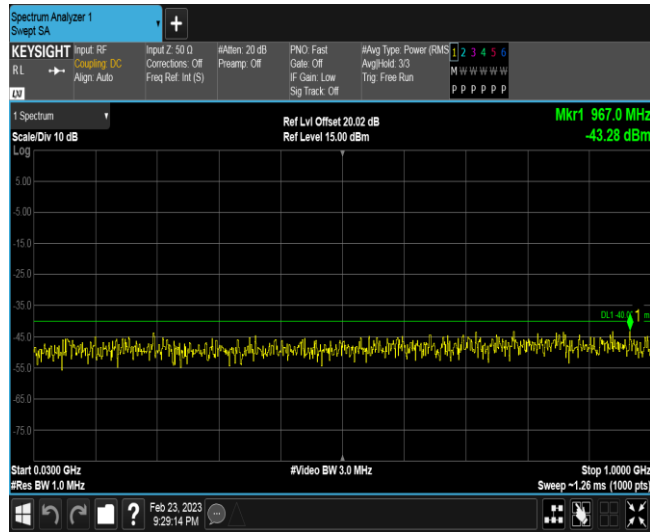 Spectrum Analyzer 1
Swept SA
+
KEYSIGHT
RL
LXI
Input: RF
Coupling: DC
Align: Auto
Input Z: 50 Ω
Corrections: Off
Freq Ref: Int (S)
#Atten: 20 dB
Preamp: Off
PNO: Fast
Gate: Off
IF Gain: Low
Sig Track: Off
#Avg Type: Power (RMS
Avg|Hold: 3/3
Trig: Free Run
1 2 3 4 5 6
M W W W W W
P P P P P P
1 Spectrum
Scale/Div 10 dB
Log
Ref Lvl Offset 20.02 dB
Ref Level 15.00 dBm
Mkr1 967.0 MHz
-43.28 dBm
5.00
-5.00
-15.0
-25.0
-35.0
DL1 -40.0
1
-45.0
-55.0
-65.0
-75.0
Start 0.0300 GHz
#Res BW 1.0 MHz
#Video BW 3.0 MHz
Stop 1.0000 GHz
Sweep ~1.26 ms (1000 pts)
?
Feb 23, 2023
9:29:14 PM